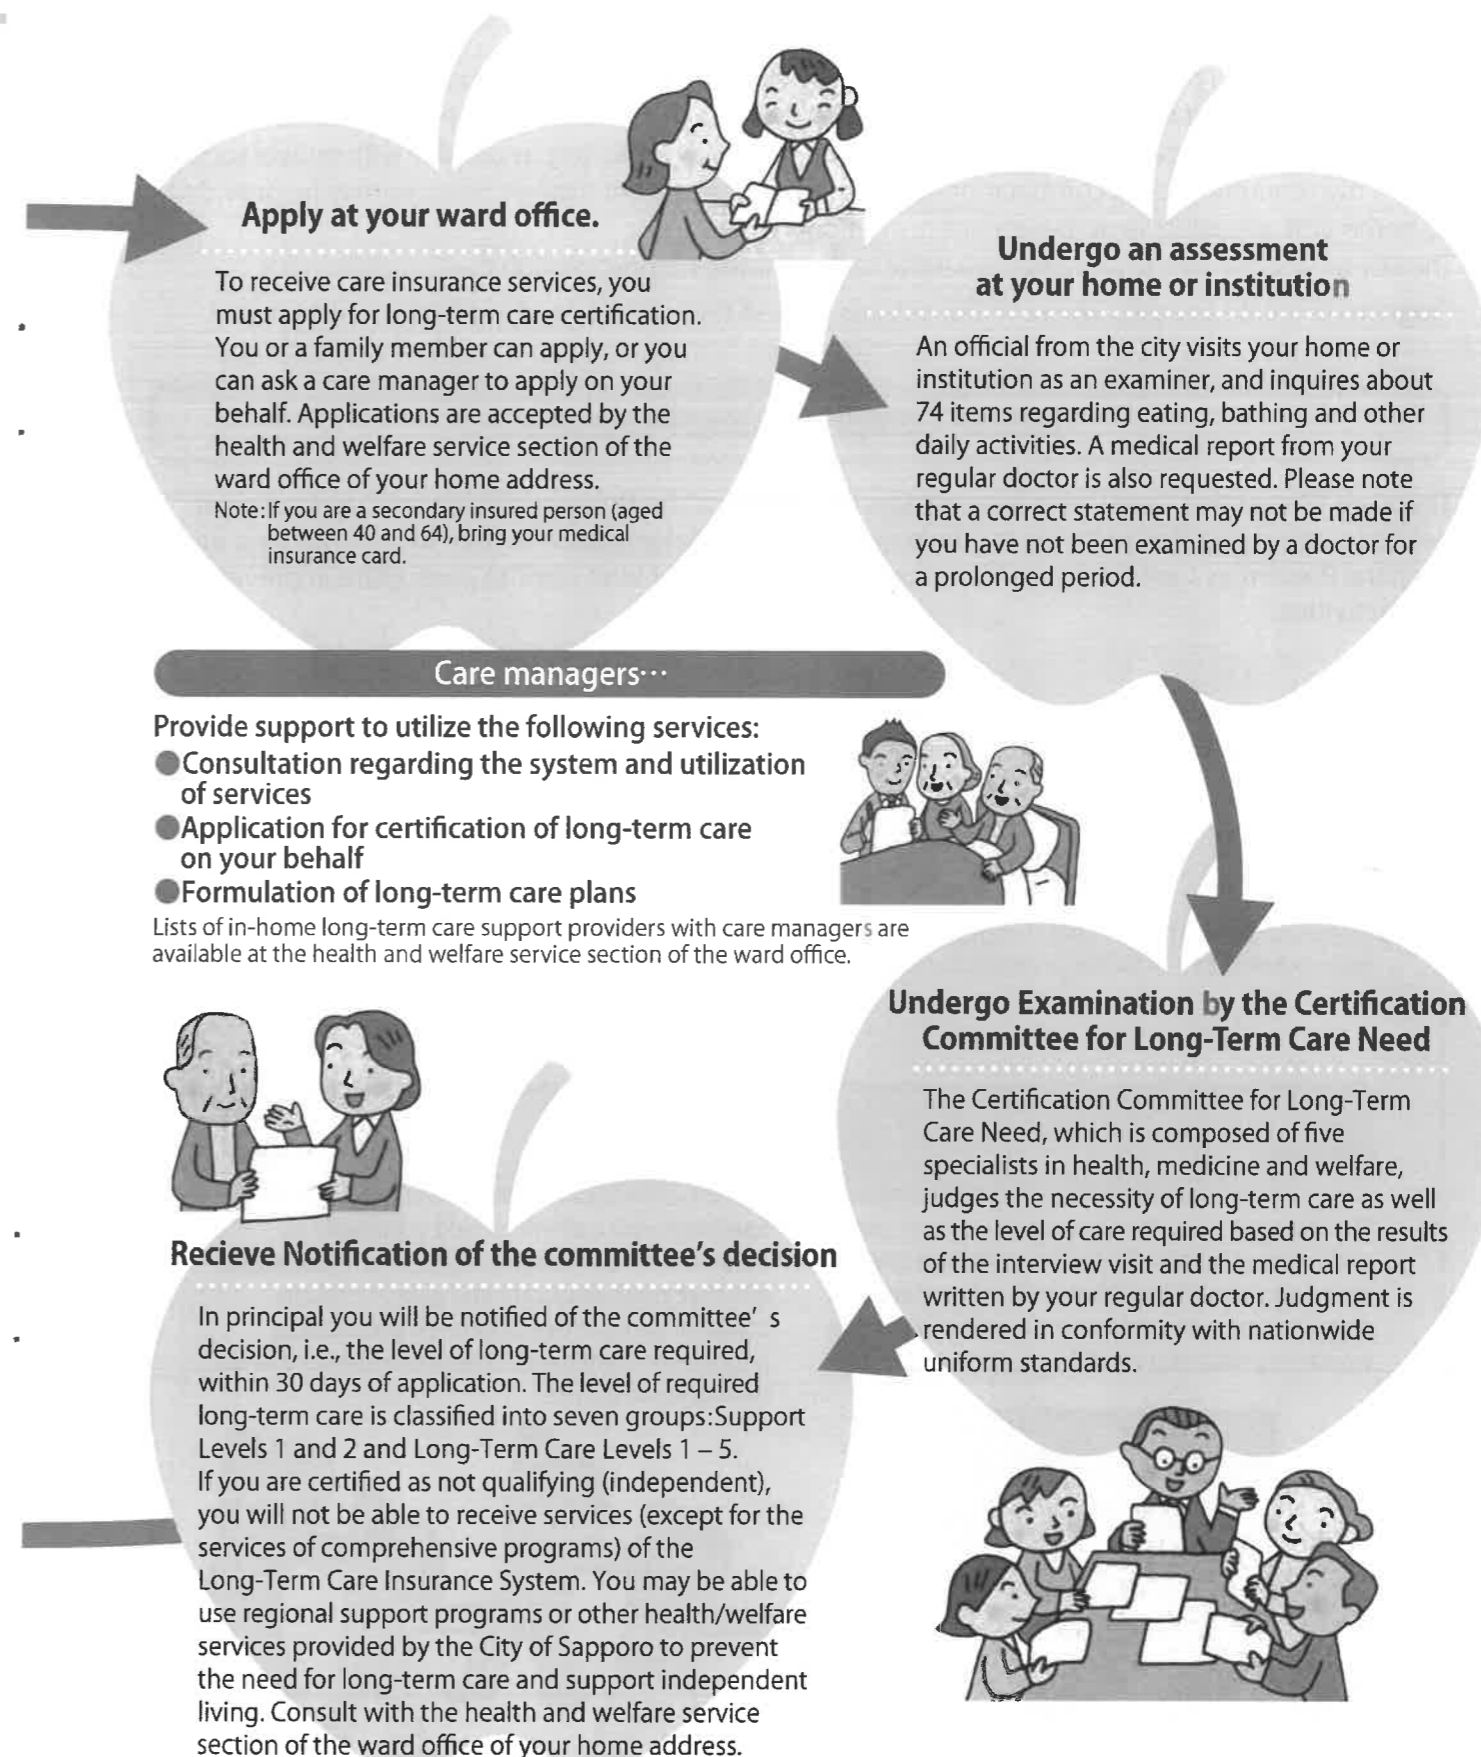 Apply at your ward office.
To receive care insurance services, you
must apply for long-term care certification.
You or a family member can apply, or you
can ask a care manager to apply on your
behalf. Applications are accepted by the
health and welfare service section of the
ward office of your home address.
Note: If you are a secondary insured person (aged
between 40 and 64), bring your medical
insurance card.
Undergo an assessment
at your home or institution
An official from the city visits your home or
institution as an examiner, and inquires about
74 items regarding eating, bathing and other
daily activities. A medical report from your
regular doctor is also requested. Please note
that a correct statement may not be made if
you have not been examined by a doctor for
a prolonged period.
Care managers…
Provide support to utilize the following services:
●Consultation regarding the system and utilization
of services
●Application for certification of long-term care
on your behalf
●Formulation of long-term care plans
Lists of in-home long-term care support providers with care managers are
available at the health and welfare service section of the ward office.
Undergo Examination by the Certification
Committee for Long-Term Care Need
The Certification Committee for Long-Term
Care Need, which is composed of five
specialists in health, medicine and welfare,
judges the necessity of long-term care as well
as the level of care required based on the results
of the interview visit and the medical report
written by your regular doctor. Judgment is
rendered in conformity with nationwide
uniform standards.
Recieve Notification of the committee's decision
In principal you will be notified of the committee' s
decision, i.e., the level of long-term care required,
within 30 days of application. The level of required
long-term care is classified into seven groups:Support
Levels 1 and 2 and Long-Term Care Levels 1 – 5.
If you are certified as not qualifying (independent),
you will not be able to receive services (except for the
services of comprehensive programs) of the
Long-Term Care Insurance System. You may be able to
use regional support programs or other health/welfare
services provided by the City of Sapporo to prevent
the need for long-term care and support independent
living. Consult with the health and welfare service
section of the ward office of your home address.